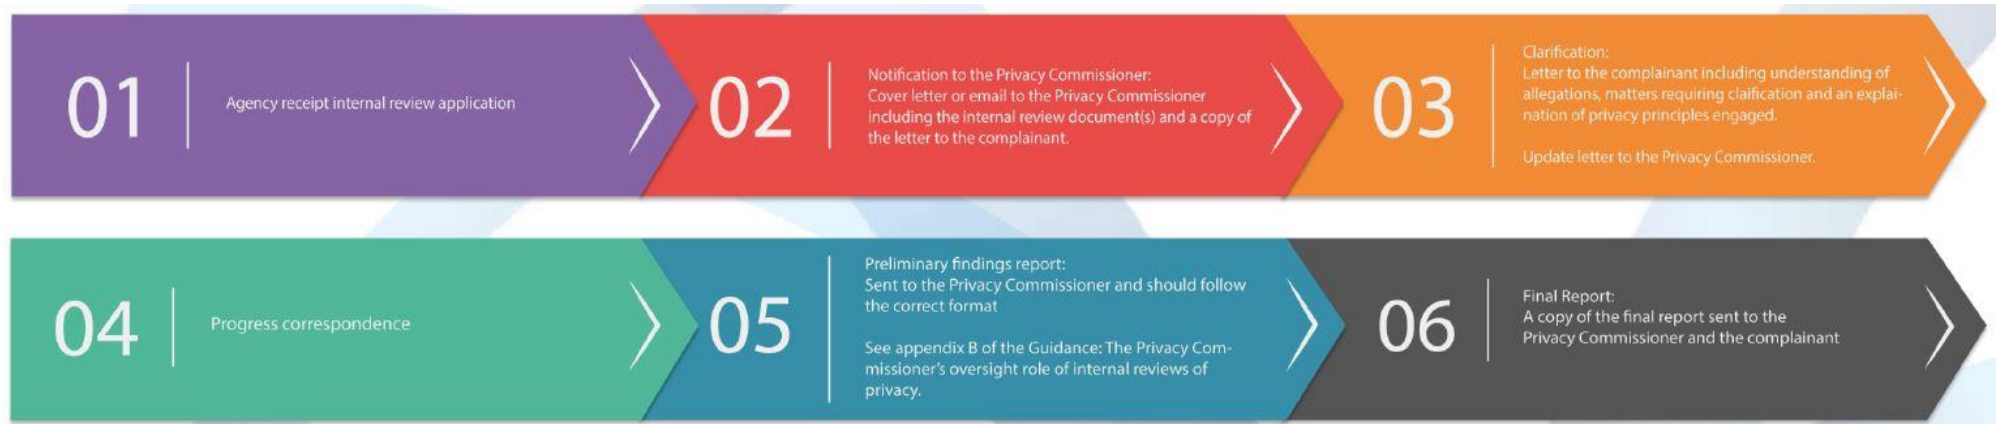 01
Agency receipt internal review application
02
Notification to the Privacy Commissioner:
Cover letter or email to the Privacy Commissioner
including the internal review document(s) and a copy of
the letter to the complainant.
03
Clarification:
Letter to the complainant including understanding of
allegations, matters requiring claification and an explai-
nation of privacy principles engaged.
Update letter to the Privacy Commissioner.
04
Progress correspondence
05
Preliminary findings report:
Sent to the Privacy Commissioner and should follow
the correct format
See appendix B of the Guidance: The Privacy Com-
missioner's oversight role of internal reviews of
privacy.
06
Final Report:
A copy of the final report sent to the
Privacy Commissioner and the complainant